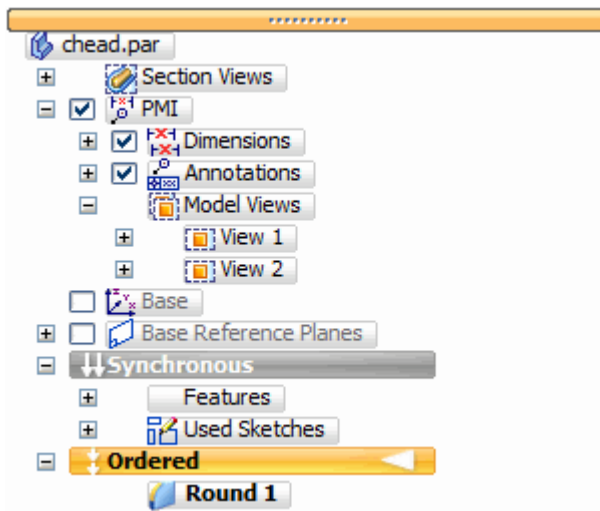 chead.par
Section Views
PMI
Dimensions
Annotations
Model Views
View 1
View 2
Base
Base Reference Planes
Synchronous
Features
Used Sketches
Ordered
Round 1